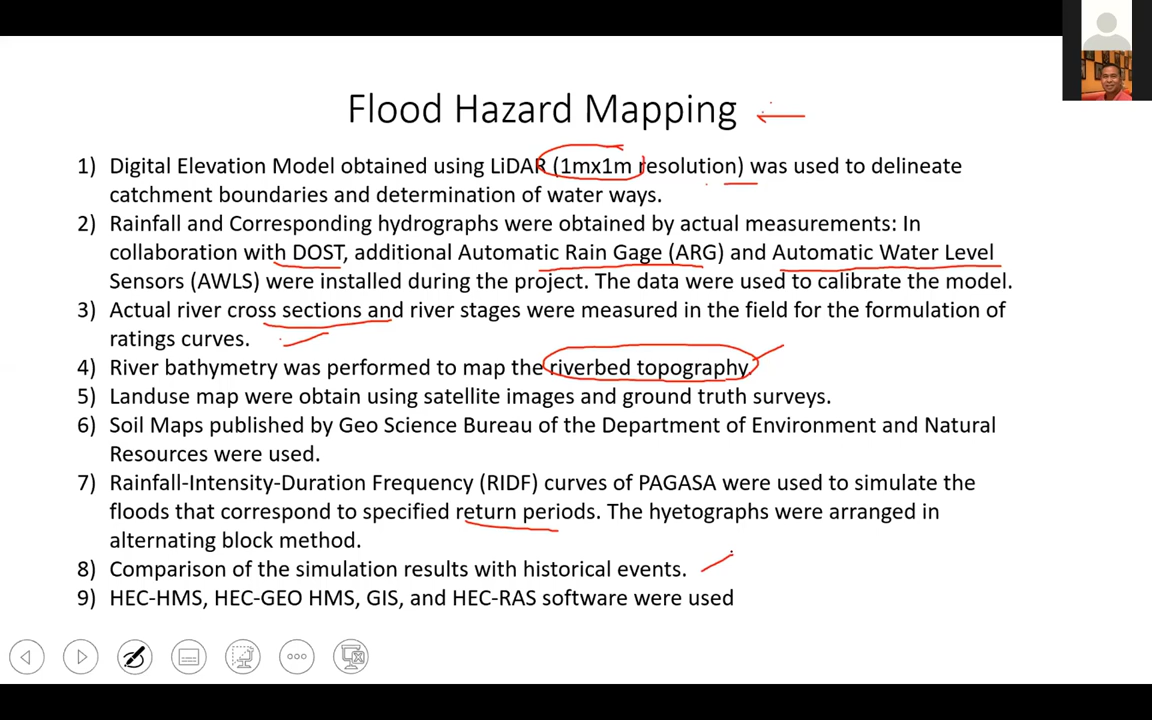 Flood Hazard Mapping
1) Digital Elevation Model obtained using LiDAR (1mx1m resolution) was used to delineate
catchment boundaries and determination of water ways.
2) Rainfall and Corresponding hydrographs were obtained by actual measurements: In
collaboration with DOST, additional Automatic Rain Gage (ARG) and Automatic Water Level
Sensors (AWLS) were installed during the project. The data were used to calibrate the model.
3) Actual river cross sections and river stages were measured in the field for the formulation of
ratings curves.
4) River bathymetry was performed to map the riverbed topography.
5) Landuse map were obtain using satellite images and ground truth surveys.
6) Soil Maps published by Geo Science Bureau of the Department of Environment and Natural
Resources were used.
7) Rainfall-Intensity-Duration Frequency (RIDF) curves of PAGASA were used to simulate the
floods that correspond to specified return periods. The hyetographs were arranged in
alternating block method.
8) Comparison of the simulation results with historical events.
9) HEC-HMS, HEC-GEO HMS, GIS, and HEC-RAS software were used